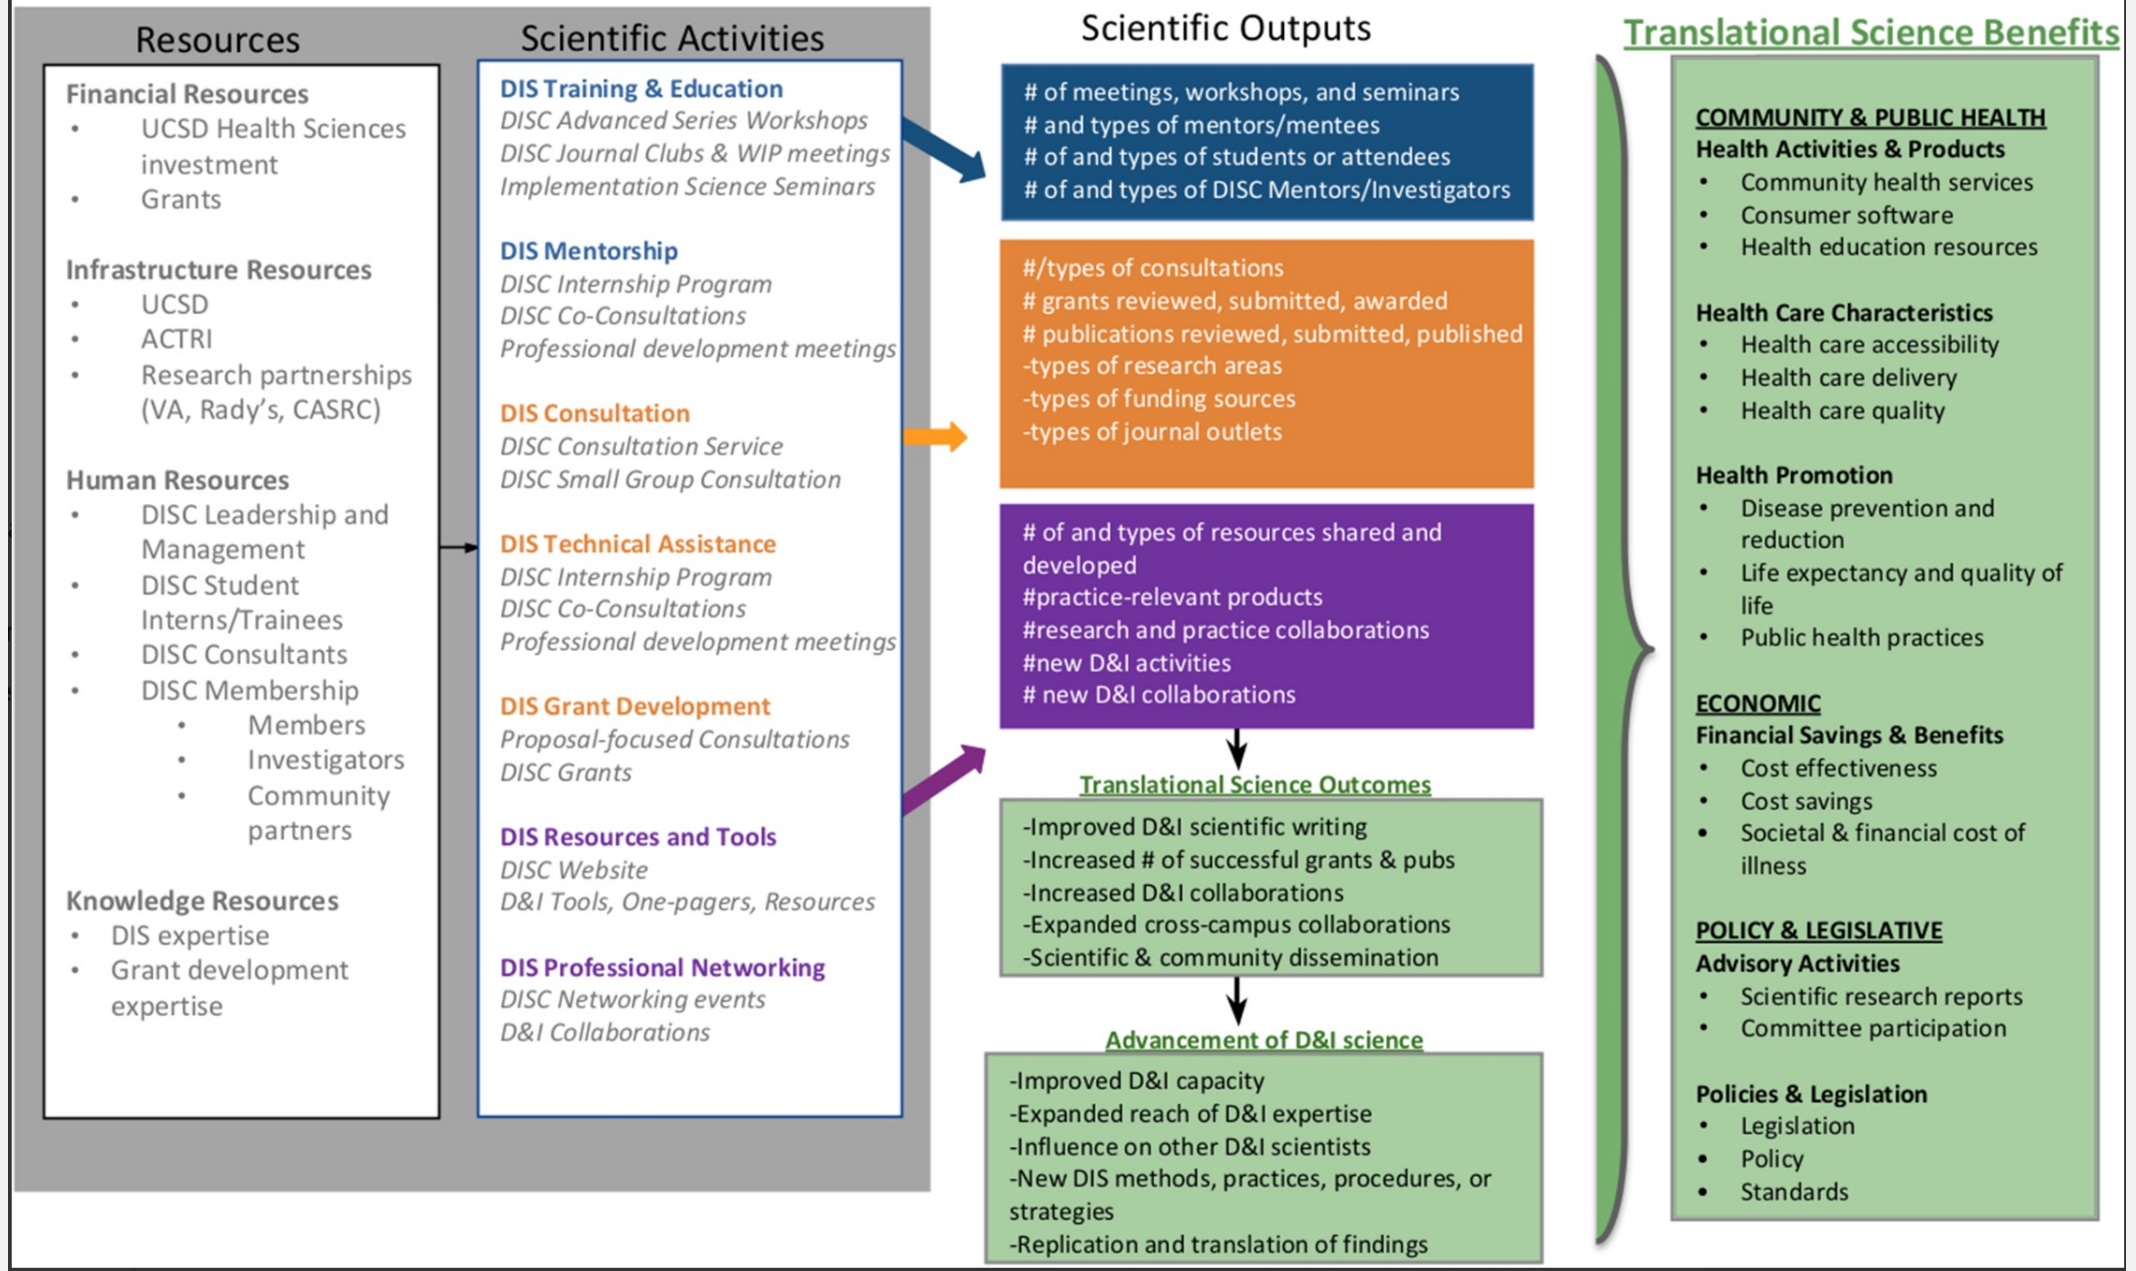 Resources
Financial Resources
• UCSD Health Sciences
investment
• Grants
Infrastructure Resources
• UCSD
• ACTRI
• Research partnerships
(VA, Rady's, CASRC)
Human Resources
• DISC Leadership and
Management
• DISC Student
Interns/Trainees
• DISC Consultants
• DISC Membership
• Members
• Investigators
• Community
partners
Knowledge Resources
• DIS expertise
• Grant development
expertise
Scientific Activities
DIS Training & Education
DISC Advanced Series Workshops
DISC Journal Clubs & WIP meetings
Implementation Science Seminars
DIS Mentorship
DISC Internship Program
DISC Co-Consultations
Professional development meetings
DIS Consultation
DISC Consultation Service
DISC Small Group Consultation
DIS Technical Assistance
DISC Internship Program
DISC Co-Consultations
Professional development meetings
DIS Grant Development
Proposal-focused Consultations
DISC Grants
DIS Resources and Tools
DISC Website
D&I Tools, One-pagers, Resources
DIS Professional Networking
DISC Networking events
D&I Collaborations
Scientific Outputs
# of meetings, workshops, and seminars
# and types of mentors/mentees
# of and types of students or attendees
# of and types of DISC Mentors/Investigators
#/types of consultations
# grants reviewed, submitted, awarded
# publications reviewed, submitted, published
-types of research areas
-types of funding sources
-types of journal outlets
# of and types of resources shared and
developed
#practice-relevant products
#research and practice collaborations
#new D&I activities
# new D&I collaborations
Translational Science Outcomes
-Improved D&I scientific writing
-Increased # of successful grants & pubs
-Increased D&I collaborations
-Expanded cross-campus collaborations
-Scientific & community dissemination
Advancement of D&I science
-Improved D&I capacity
-Expanded reach of D&I expertise
-Influence on other D&I scientists
-New DIS methods, practices, procedures, or
strategies
-Replication and translation of findings
Translational Science Benefits
COMMUNITY & PUBLIC HEALTH
Health Activities & Products
• Community health services
• Consumer software
• Health education resources
Health Care Characteristics
• Health care accessibility
• Health care delivery
• Health care quality
Health Promotion
• Disease prevention and
reduction
• Life expectancy and quality of
life
• Public health practices
ECONOMIC
Financial Savings & Benefits
• Cost effectiveness
• Cost savings
• Societal & financial cost of
illness
POLICY & LEGISLATIVE
Advisory Activities
• Scientific research reports
• Committee participation
Policies & Legislation
• Legislation
• Policy
• Standards